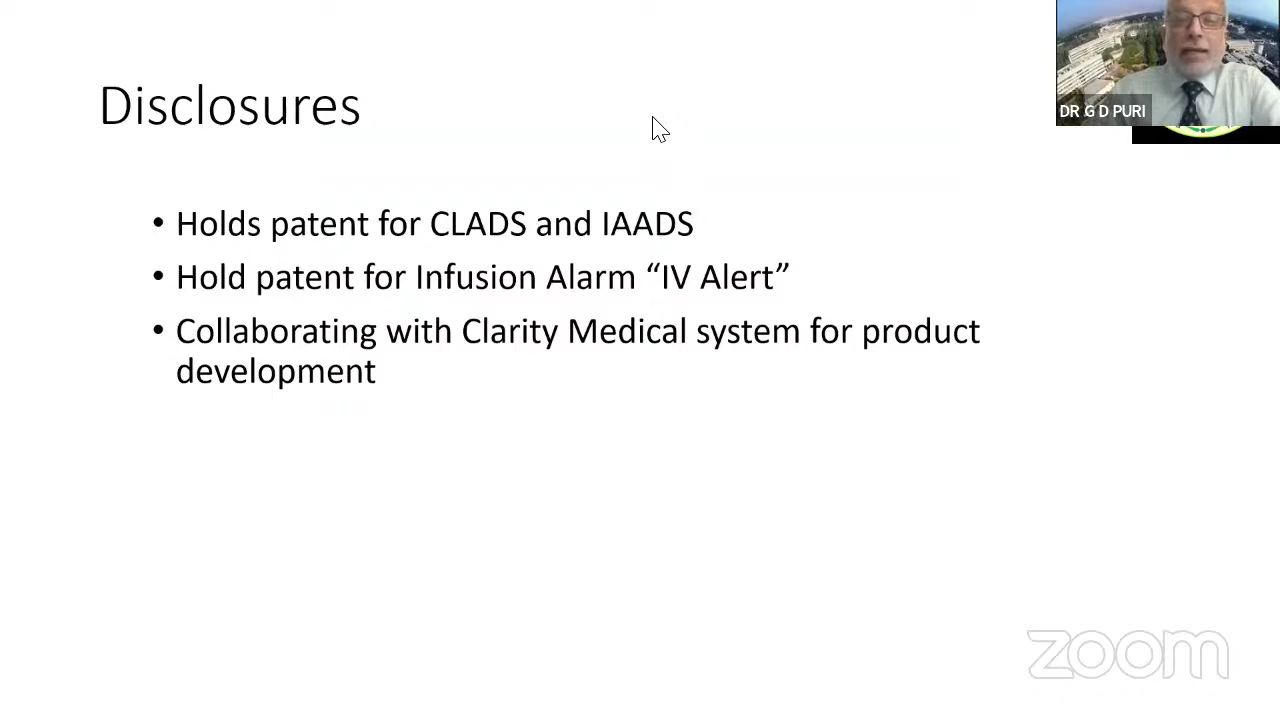 DR G D PURI
Disclosures
• Holds patent for CLADS and IAADS
• Hold patent for Infusion Alarm “IV Alert”
• Collaborating with Clarity Medical system for product
development
zoom